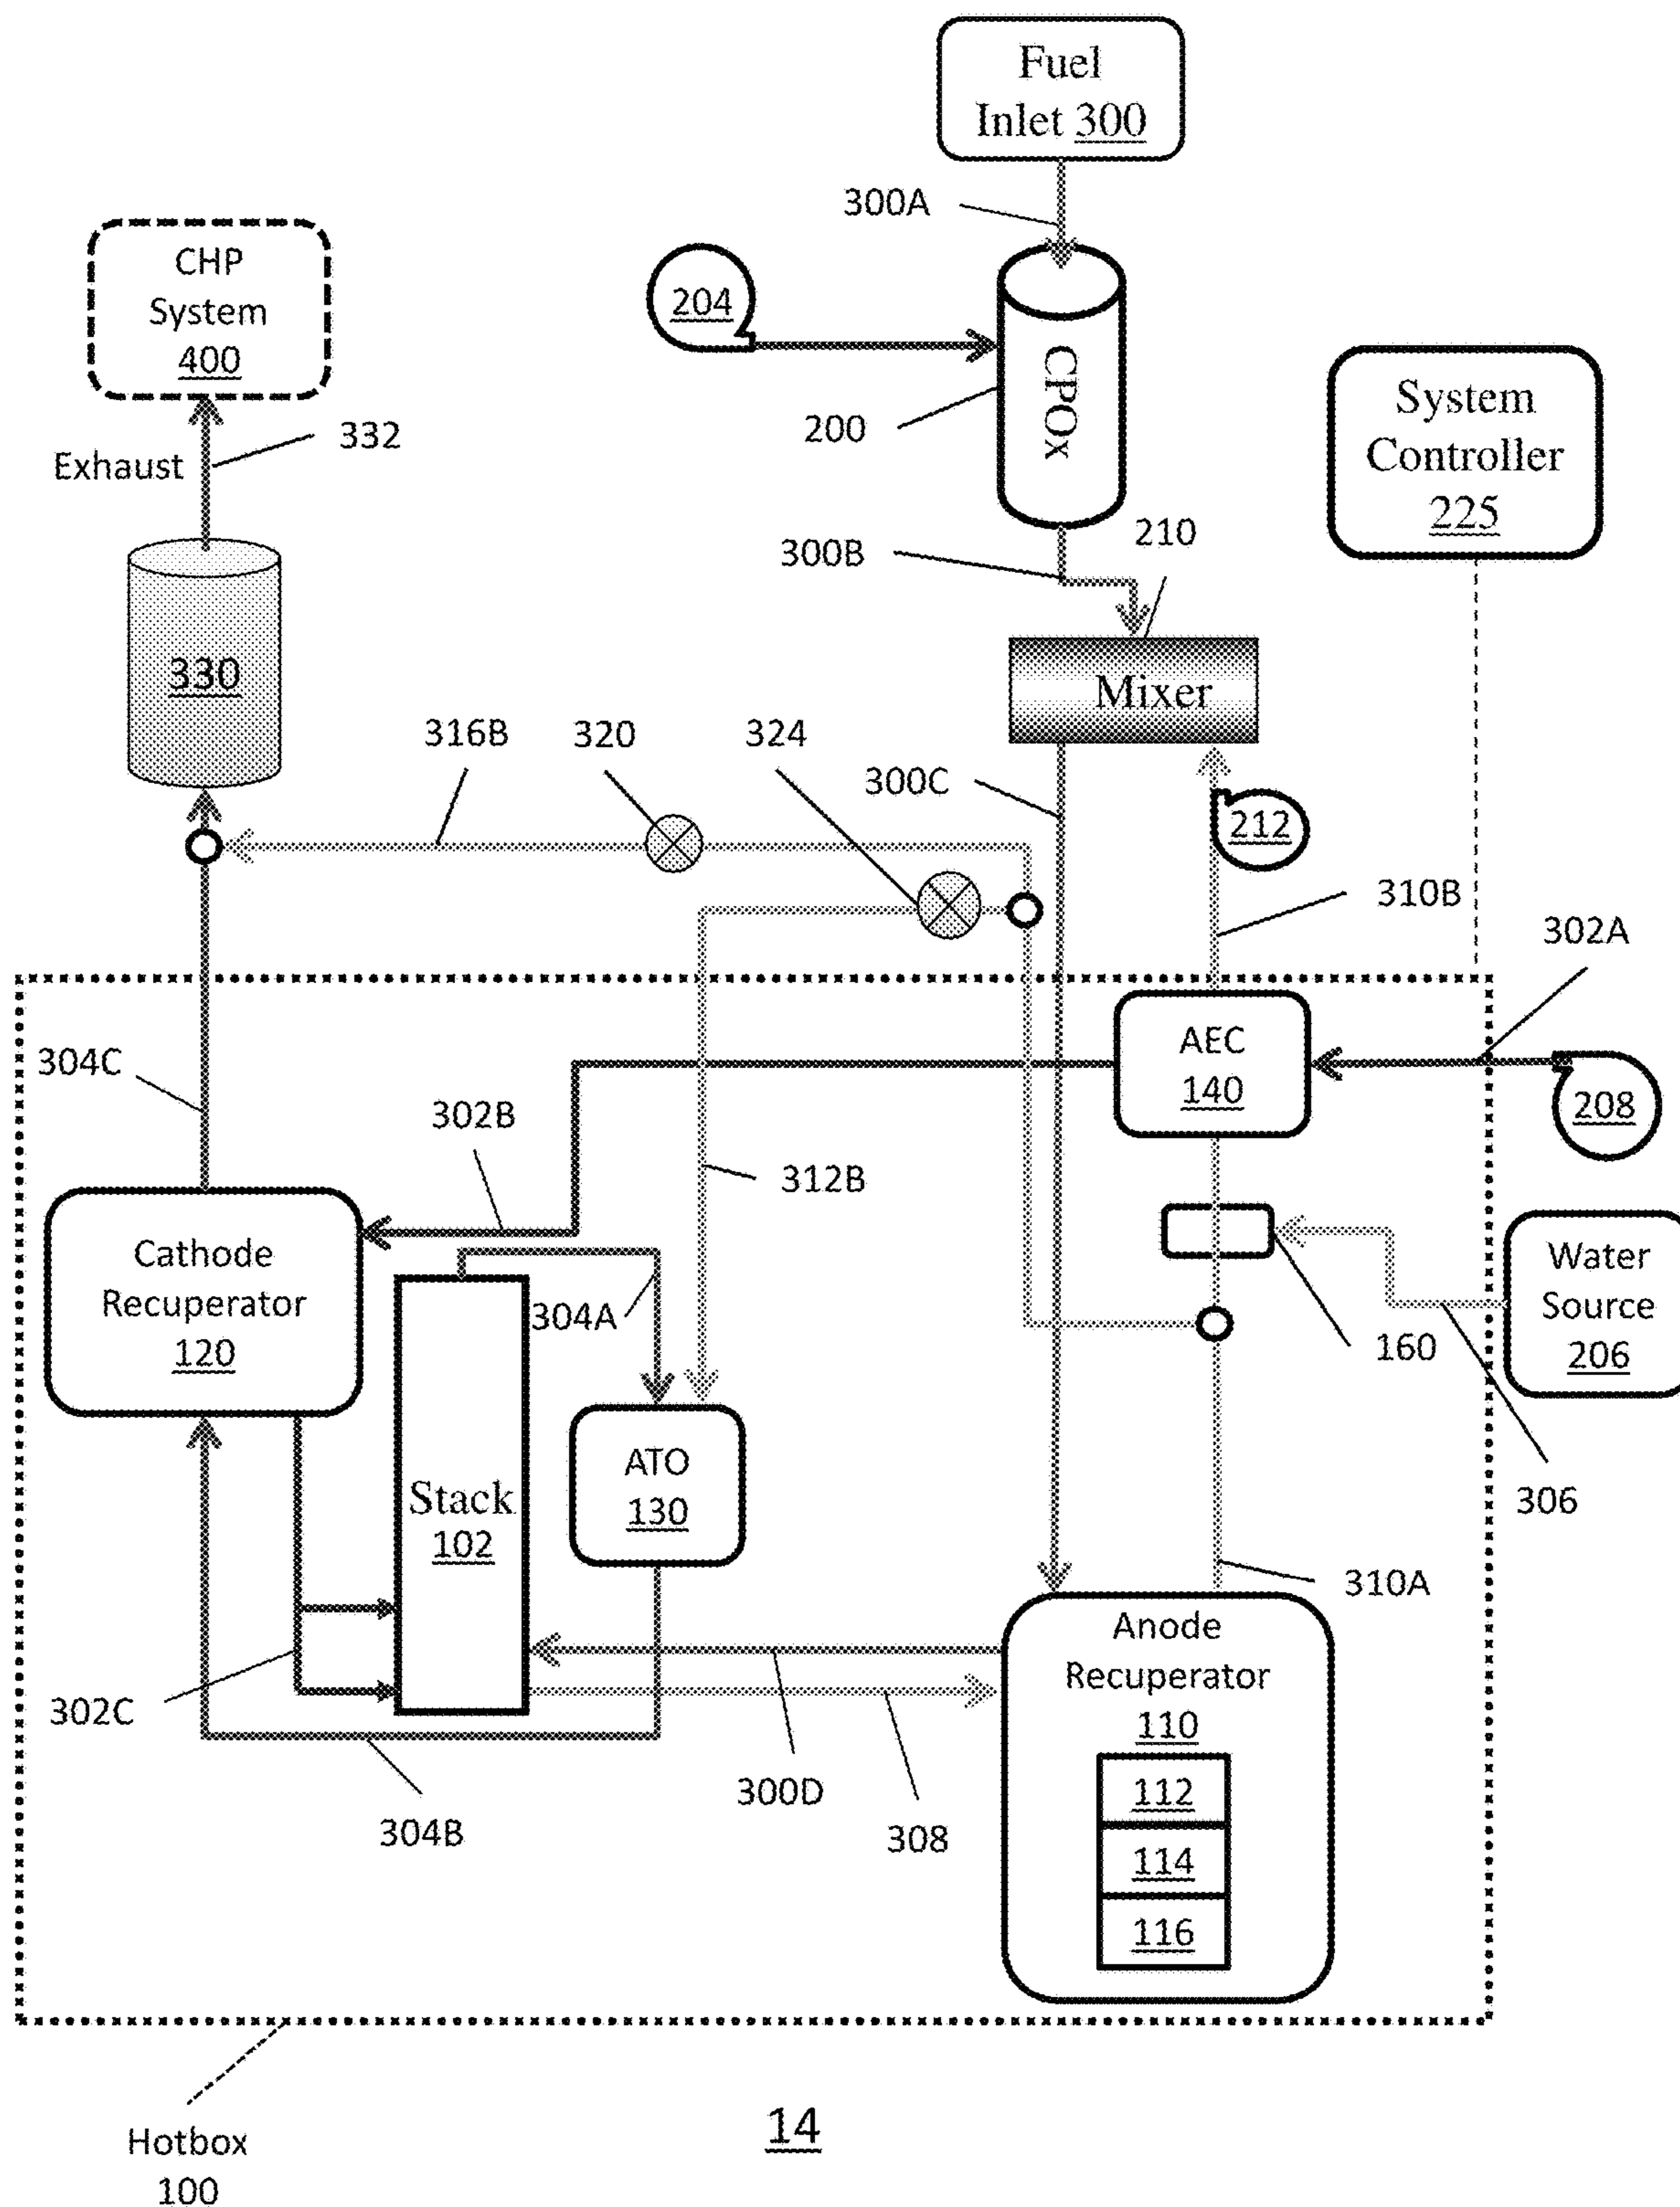 Fuel
Inlet 300
300A
CHP
System
400
204
CPOx
200
System
Controller
225
332
Exhaust
210
300B
330
Mixer
316B
320
324
300C
212
310B
302A
AEC
140
208
304C
302B
312B
Cathode
Recuperator
120
304A
Water
Source
206
160
ATO
130
Stack
102
306
310A
Anode
Recuperator
110
302C
300D
112
304B
308
114
116
Hotbox
100
14